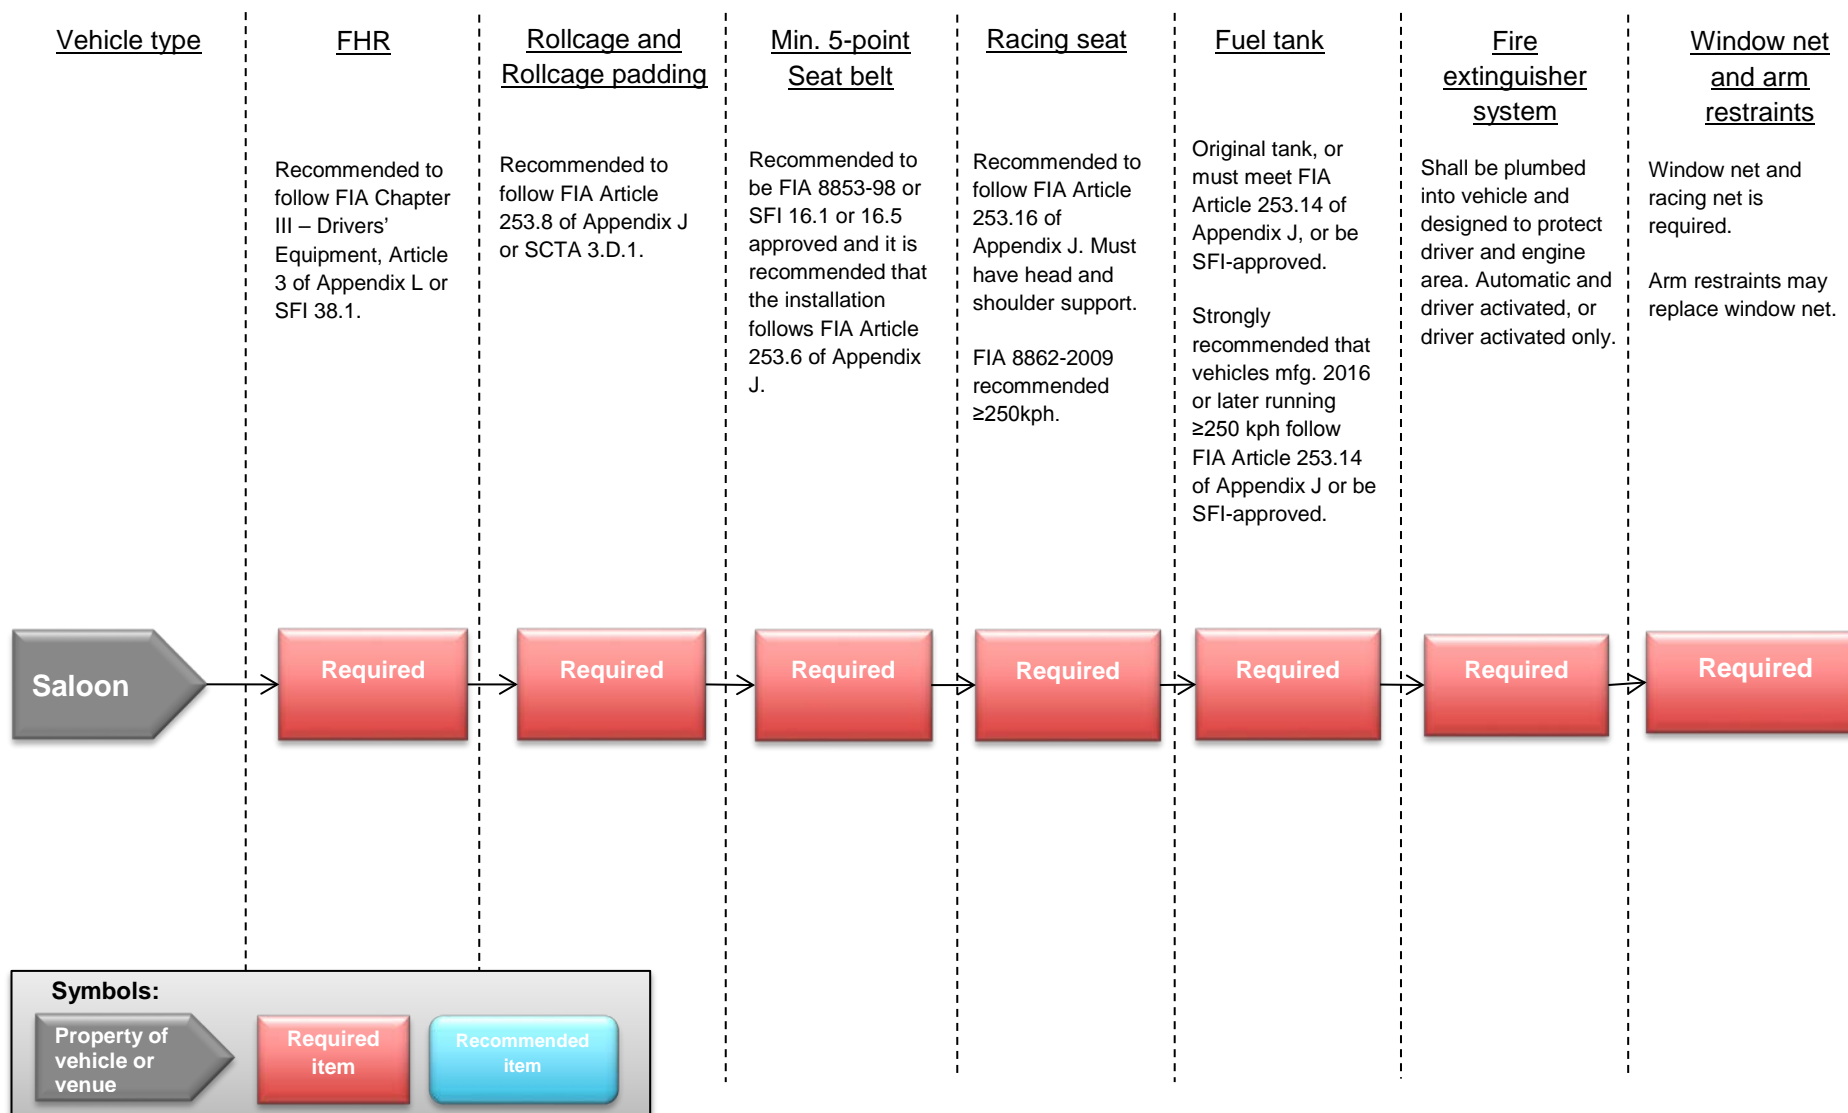 Vehicle type
FHR
Rollcage and
Rollcage padding
Min. 5-point
Seat belt
Racing seat
Fuel tank
Fire
extinguisher
system
Window net
and arm
restraints
Recommended to
follow FIA Chapter
III – Drivers’
Equipment, Article
3 of Appendix L or
SFI 38.1.
Recommended to
follow FIA Article
253.8 of Appendix J
or SCTA 3.D.1.
Recommended to
be FIA 8853-98 or
SFI 16.1 or 16.5
approved and it is
recommended that
the installation
follows FIA Article
253.6 of Appendix
J.
Recommended to
follow FIA Article
253.16 of
Appendix J. Must
have head and
shoulder support.
FIA 8862-2009
recommended
≥250kph.
Original tank, or
must meet FIA
Article 253.14 of
Appendix J, or be
SFI-approved.
Strongly
recommended that
vehicles mfg. 2016
or later running
≥250 kph follow
FIA Article 253.14
of Appendix J or be
SFI-approved.
Shall be plumbed
into vehicle and
designed to protect
driver and engine
area. Automatic and
driver activated, or
driver activated only.
Window net and
racing net is
required.
Arm restraints may
replace window net.
Saloon
Required
Required
Required
Required
Required
Required
Required
Symbols:
Property of
vehicle or
venue
Required
item
Recommended
item